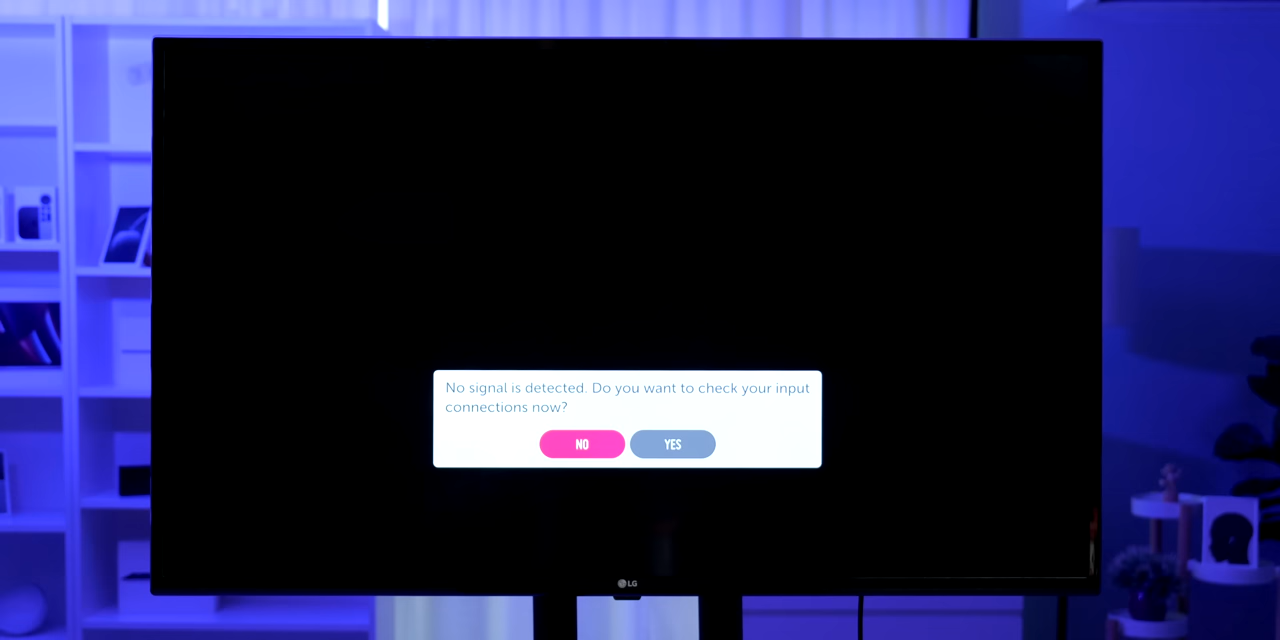 No signal is detected. Do you want to check your input
connections now?
NO YES
LG